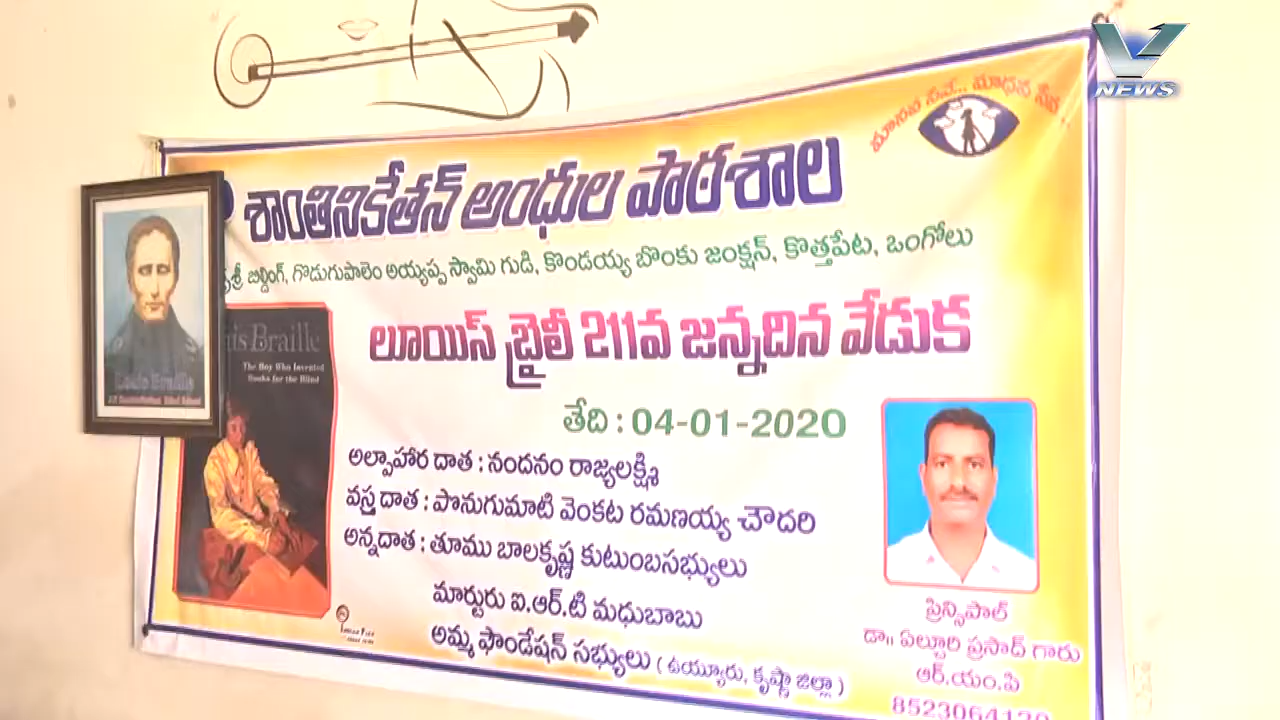 V
NEWS
మానవ సేవ.. మాధవ సేవ..
శాంతినికేతన్ అంధుల పాఠశాల
బిల్డింగ్, గొడుగుపాలెం అయ్యప్ప స్వామి గుడి, కొండయ్య బొంకు జంక్షన్, కొత్తపేట, ఒంగోలు
లూయిస్ బ్రైలీ 211వ జన్మదిన వేడుక
తేది : 04-01-2020
అల్పాహార దాత : నందనం రాజ్యలక్ష్మి
వస్త్ర దాత : పొనుగుమాటి వెంకట రమణయ్య చౌదరి
అన్నదాత : తూము బాలకృష్ణ కుటుంబసభ్యులు
మార్టురు ఐ.ఆర్.టి మధుబాబు
అమ్మ ఫౌండేషన్ సభ్యులు ( ఉయ్యూరు, కృష్ణా జిల్లా )
ప్రిన్సిపాల్
డా॥ ఏల్చూరి ప్రసాద్ గారు
ఆర్.యం.పి
8523064120
Louis Braille
is Braille
The Boy Who Invented
Books for the Blind